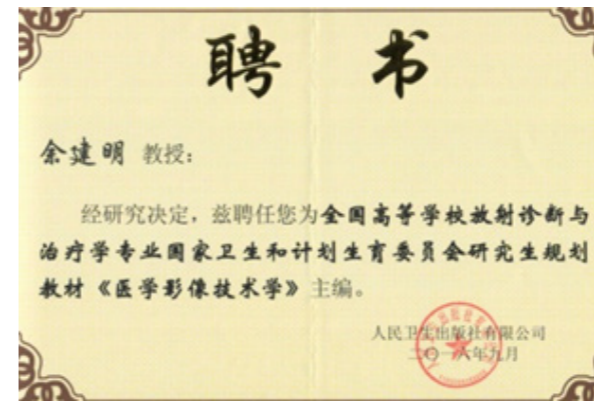 聘 书
余建明 教授:
经研究决定，兹聘任您为全国高等学校放射诊断与
治疗学专业国家卫生和计划生育委员会研究生规划
教材《医学影像技术学》主编。
人民卫生出版社有限公司
二〇一六年九月